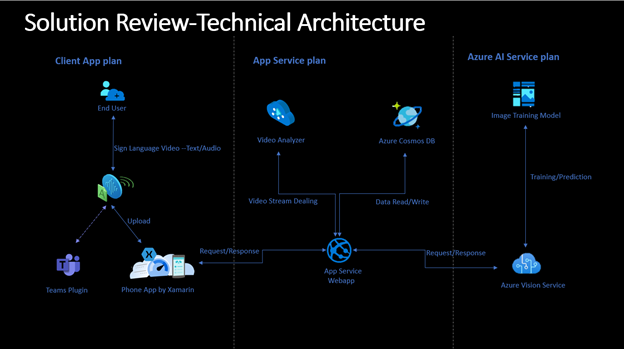 Solution Review-Technical Architecture
Client App plan
App Service plan
Azure AI Service plan
End User
Video Analyzer
Azure Cosmos DB
Image Training Model
Sign Language Video --Text/Audio
Training/Prediction
A
Video Stream Dealing
Data Read/Write
Upload
Request/Response
Request/Response
X
T
Teams Plugin
Phone App by Xamarin
App Service
Webapp
Azure Vision Service